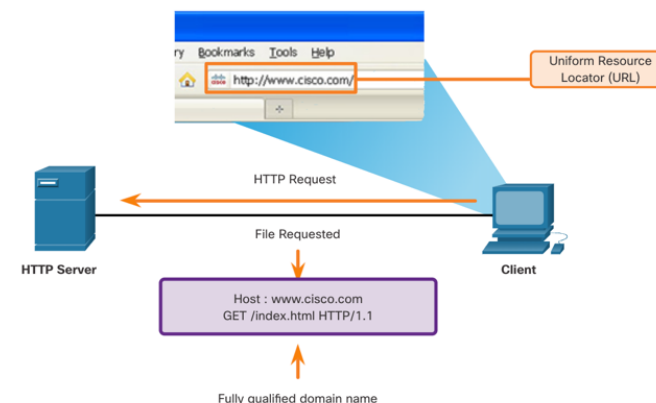 ry Bookmarks Tools Help
cisco http://www.cisco.com/
Uniform Resource
Locator (URL)
HTTP Request
File Requested
HTTP Server
Client
Host : www.cisco.com
GET /index.html HTTP/1.1
Fully qualified domain name